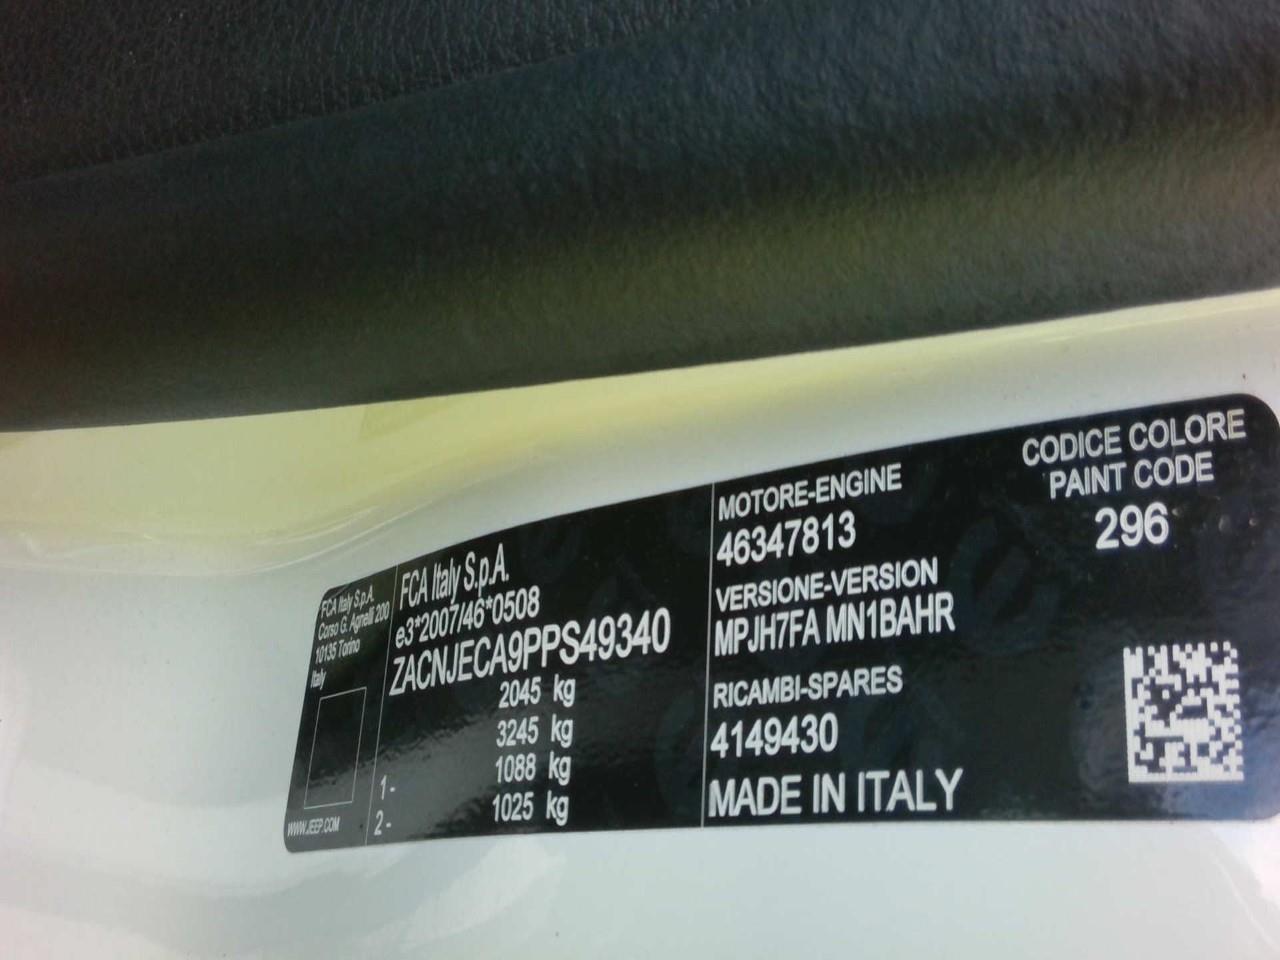 FCA Italy S.p.A.
Corso G. Agnelli 200
10135 Torino
Italy
WWW.JEEP.COM
FCA Italy S.p.A.
e3*2007/46*0508
ZACNJECA9PPS49340
2045 kg
3245 kg
1- 1088 kg
2- 1025 kg
MOTORE-ENGINE
46347813
VERSIONE-VERSION
MPJH7FA MN1BAHR
RICAMBI-SPARES
4149430
MADE IN ITALY
CODICE COLORE
PAINT CODE
296